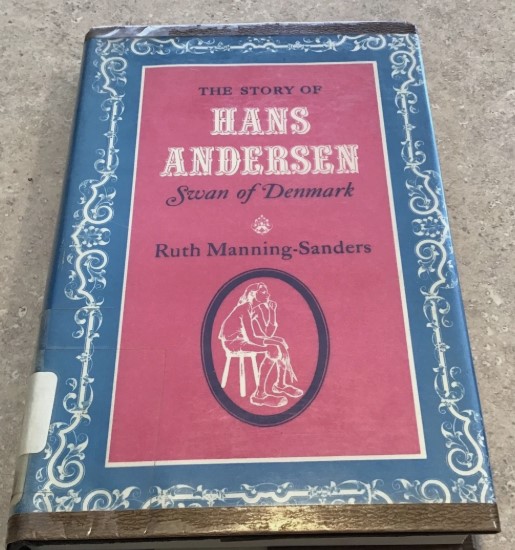 THE STORY OF
HANS
ANDERSEN
Swan of Denmark
Ruth Manning-Sanders